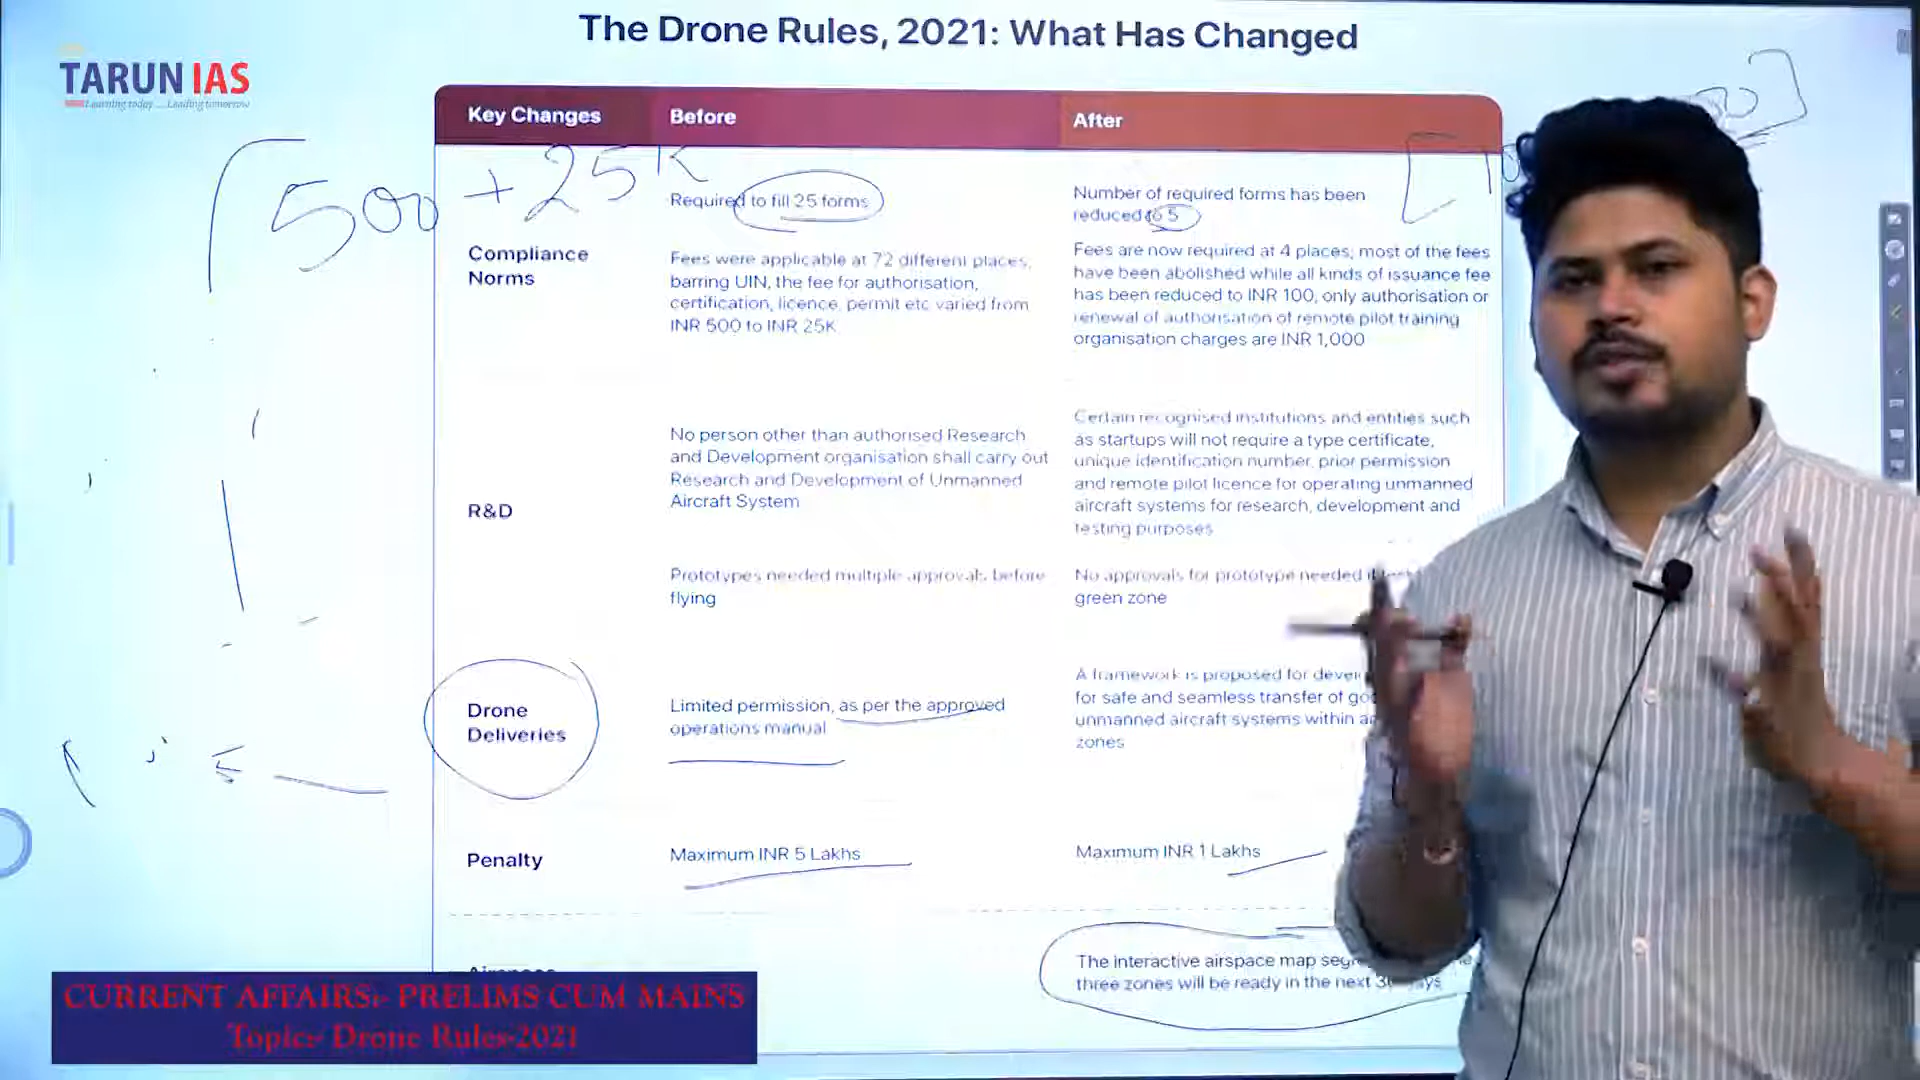 The Drone Rules, 2021: What Has Changed
TARUN IAS
Learning today ... Leading tomorrow
Key Changes
Before
After
500 + 25K
Compliance
Norms
Required to fill 25 forms
Fees were applicable at 72 different places,
barring UIN, the fee for authorisation,
certification, licence, permit etc varied from
INR 500 to INR 25K
Number of required forms has been
reduced to 5
Fees are now required at 4 places; most of the fees
have been abolished while all kinds of issuance fee
has been reduced to INR 100, only authorisation or
renewal of authorisation of remote pilot training
organisation charges are INR 1,000
R&D
No person other than authorised Research
and Development organisation shall carry out
Research and Development of Unmanned
Aircraft System
Prototypes needed multiple approvals before
flying
Certain recognised institutions and entities such
as startups will not require a type certificate,
unique identification number, prior permission
and remote pilot licence for operating unmanned
aircraft systems for research, development and
testing purposes
No approvals for prototype needed
green zone
Drone
Deliveries
Limited permission, as per the approved
operations manual
A framework is proposed for
for safe and seamless transfer of
unmanned aircraft systems within
zones
Penalty
Maximum INR 5 Lakhs
Maximum INR 1 Lakhs
Airspace
The interactive airspace map
three zones will be ready in the next
CURRENT AFFAIRS:- PRELIMS CUM MAINS
Topic:- Drone Rules-2021